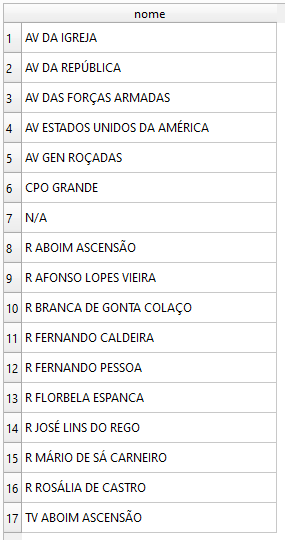 nome
1 AV DA IGREJA
2 AV DA REPÚBLICA
3 AV DAS FORÇAS ARMADAS
4 AV ESTADOS UNIDOS DA AMÉRICA
5 AV GEN ROÇADAS
6 CPO GRANDE
7 N/A
8 R ABOIM ASCENSÃO
9 R AFONSO LOPES VIEIRA
10 R BRANCA DE GONTA COLAÇO
11 R FERNANDO CALDEIRA
12 R FERNANDO PESSOA
13 R FLORBELA ESPANCA
14 R JOSÉ LINS DO REGO
15 R MÁRIO DE SÁ CARNEIRO
16 R ROSÁLIA DE CASTRO
17 TV ABOIM ASCENSÃO